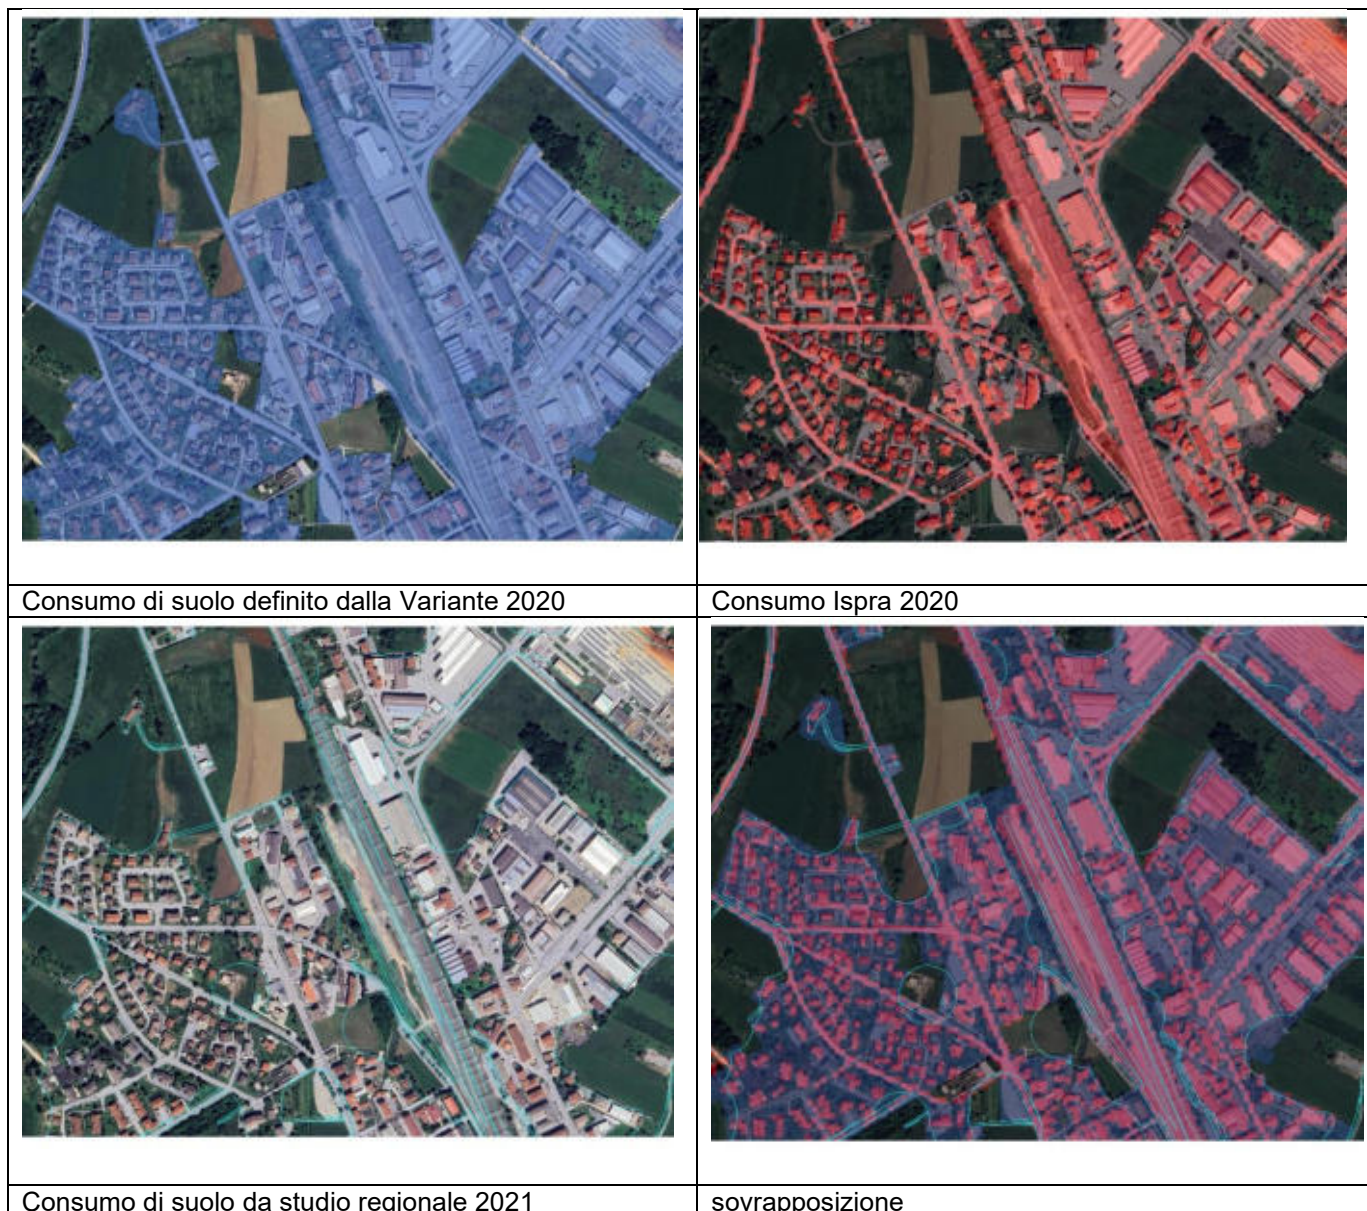 Consumo di suolo definito dalla Variante 2020
Consumo Ispra 2020
Consumo di suolo da studio regionale 2021
sovrapposizione